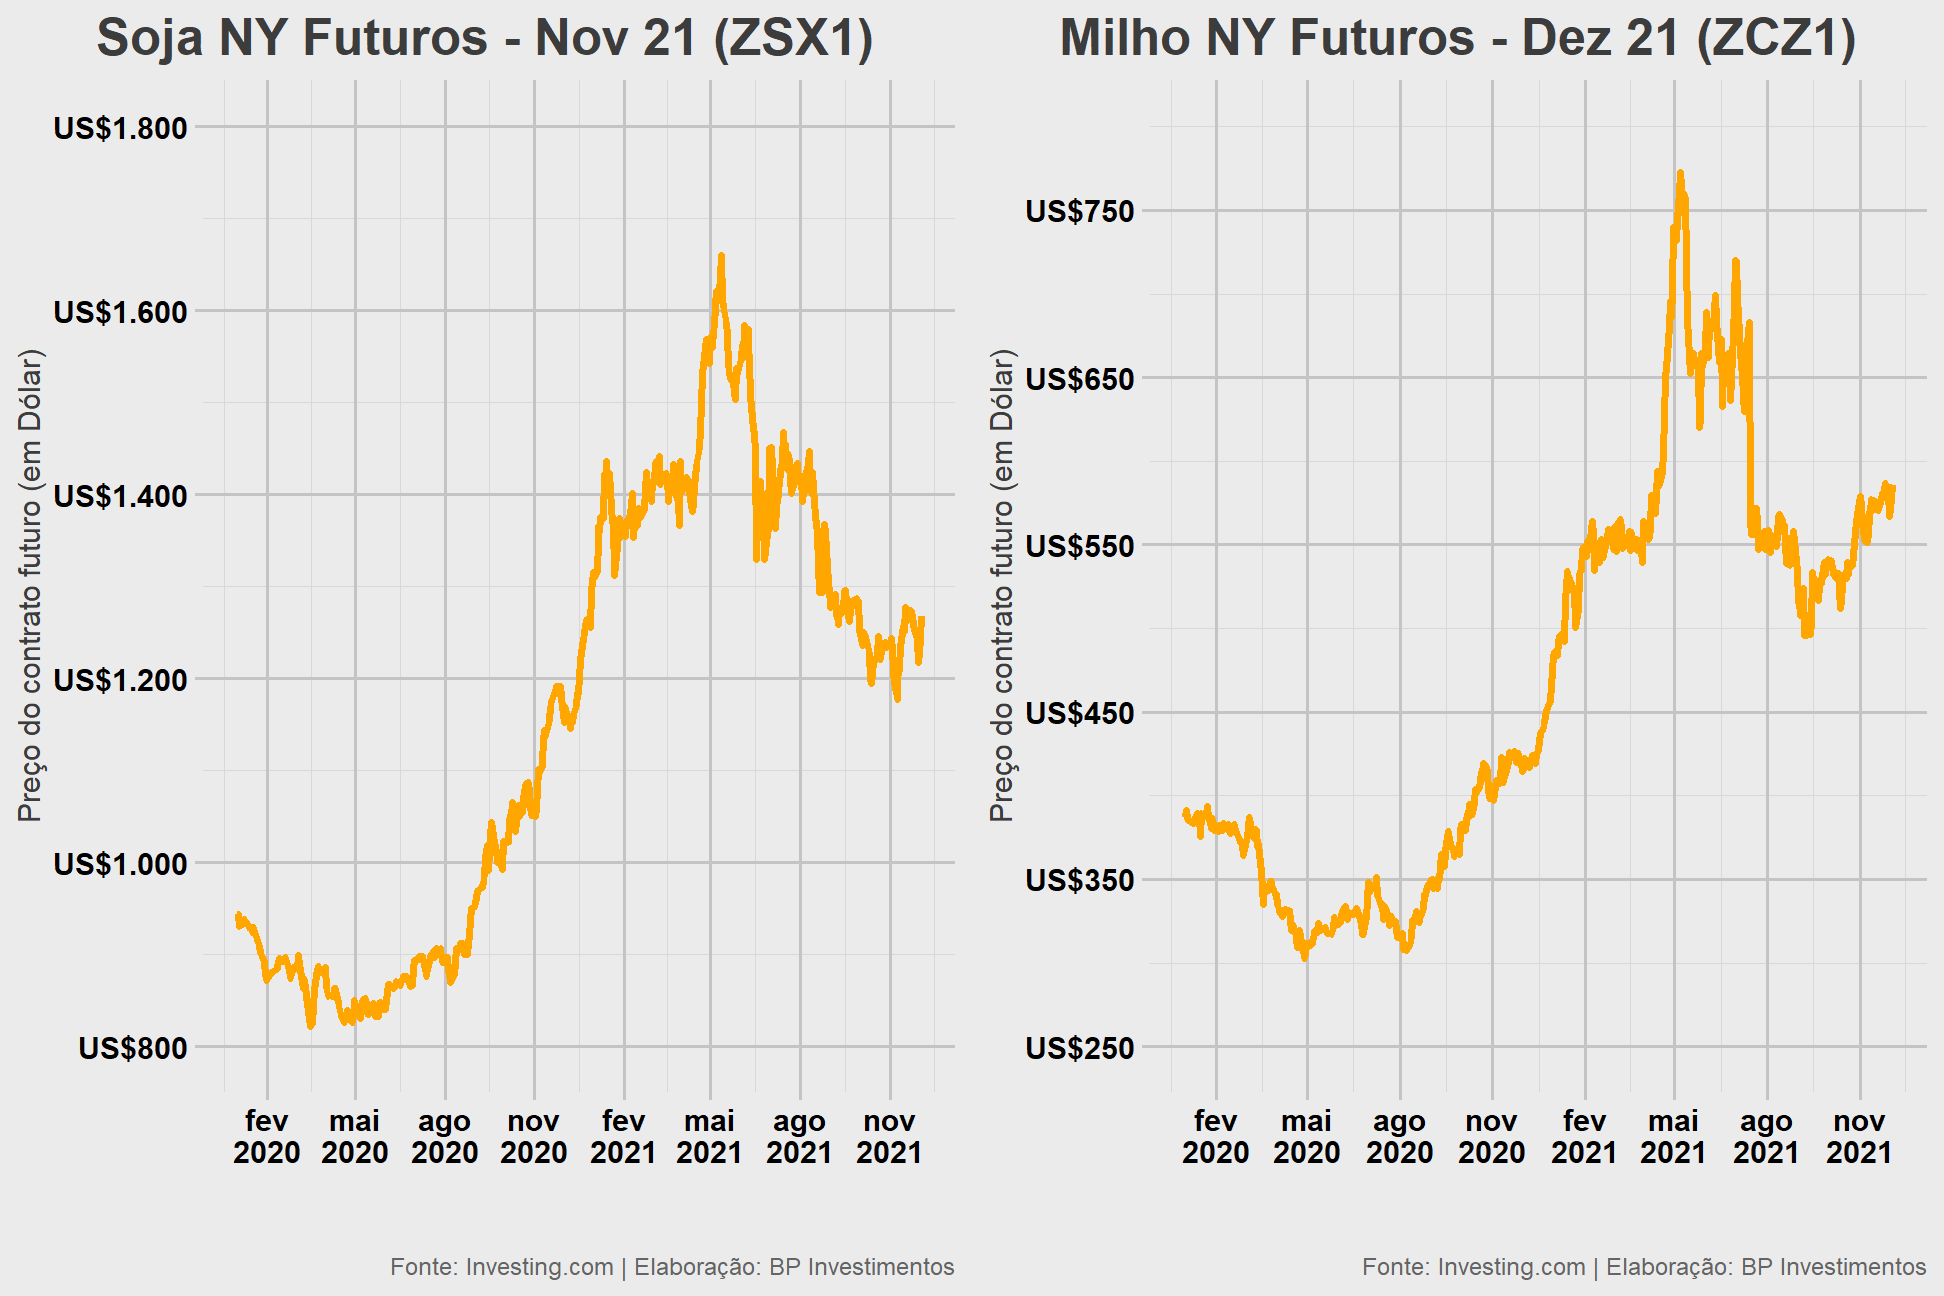 Soja NY Futuros - Nov 21 (ZSX1)
Preço do contrato futuro (em Dólar)
US$1.800
US$1.600
US$1.400
US$1.200
US$1.000
US$800
fev mai ago nov fev mai ago nov
2020 2020 2020 2020 2021 2021 2021 2021
Fonte: Investing.com | Elaboração: BP Investimentos
Milho NY Futuros - Dez 21 (ZCZ1)
Preço do contrato futuro (em Dólar)
US$750
US$650
US$550
US$450
US$350
US$250
fev mai ago nov fev mai ago nov
2020 2020 2020 2020 2021 2021 2021 2021
Fonte: Investing.com | Elaboração: BP Investimentos